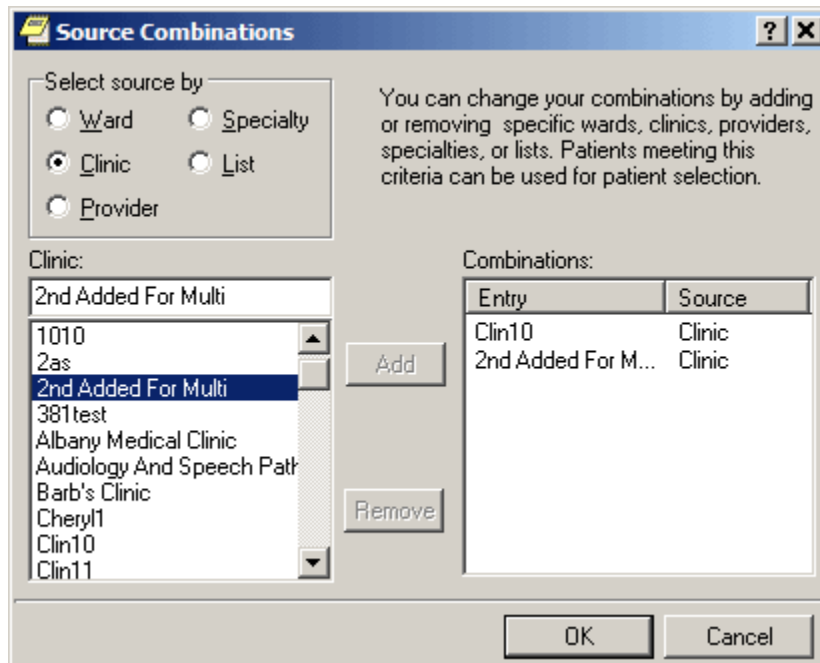 Source Combinations
Select source by
Ward
Specialty
Clinic
List
Provider
You can change your combinations by adding
or removing specific wards, clinics, providers,
specialties, or lists. Patients meeting this
criteria can be used for patient selection.
Clinic:
2nd Added For Multi
1010
2as
2nd Added For Multi
381test
Albany Medical Clinic
Audiology And Speech Path
Barb's Clinic
Cheryl1
Clin10
Clin11
Add
Remove
Combinations:
Entry Source
Clin10 Clinic
2nd Added For M... Clinic
OK
Cancel